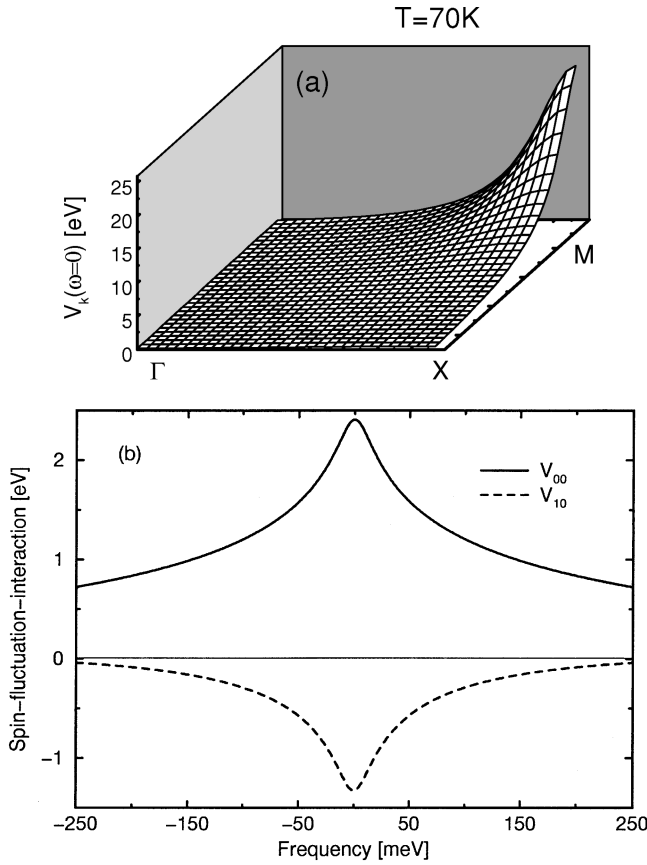 T=70K
(a)
V_k(ω=0) [eV]
25
20
15
10
5
0
Γ
X
M
(b)
V_00
V_10
Spin−fluctuation−interaction [eV]
2
1
0
−1
−250
−150
−50
50
150
250
Frequency [meV]